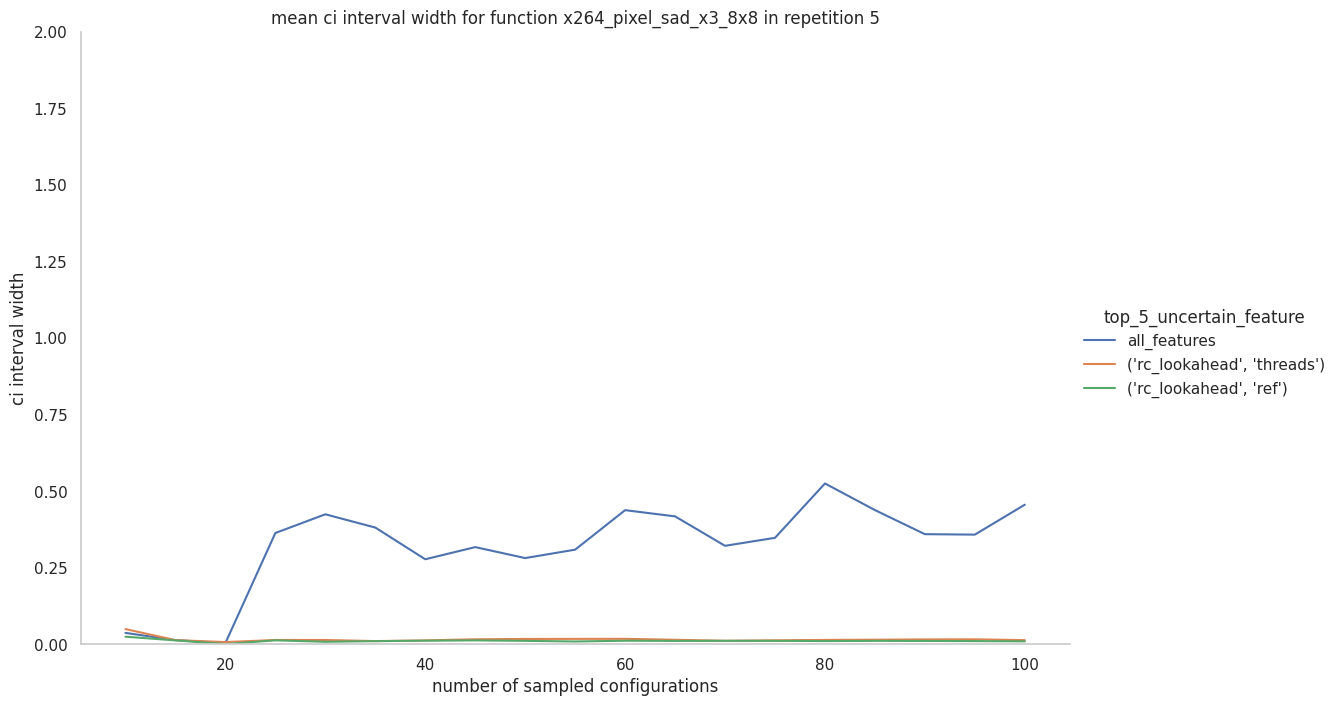 mean ci interval width for function x264_pixel_sad_x3_8x8 in repetition 5
2.00
1.75
1.50
1.25
1.00
0.75
0.50
0.25
0.00
ci interval width
20
40
60
80
100
number of sampled configurations
top_5_uncertain_feature
all_features
('rc_lookahead', 'threads')
('rc_lookahead', 'ref')